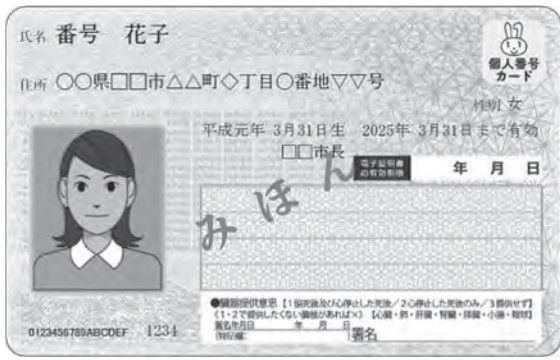 氏名 番号 花子
個人番号
カード
住所 〇〇県□□市△△町◇丁目〇番地▽▽号
性別 女
平成元年 3月31日生 2025年 3月31日まで有効
□□市長
電子証明書
の有効期限
年 月 日
みほん
●臓器提供意思【1 脳死後及び心停止した死後/2 心停止した死後のみ/3 提供せず】
《1・2で提供したくない臓器があれば×》【心臓・肺・肝臓・腎臓・膵臓・小腸・眼球】
署名年月日 年 月 日
[特記欄: ] 署名
0123456789ABCDEF 1234